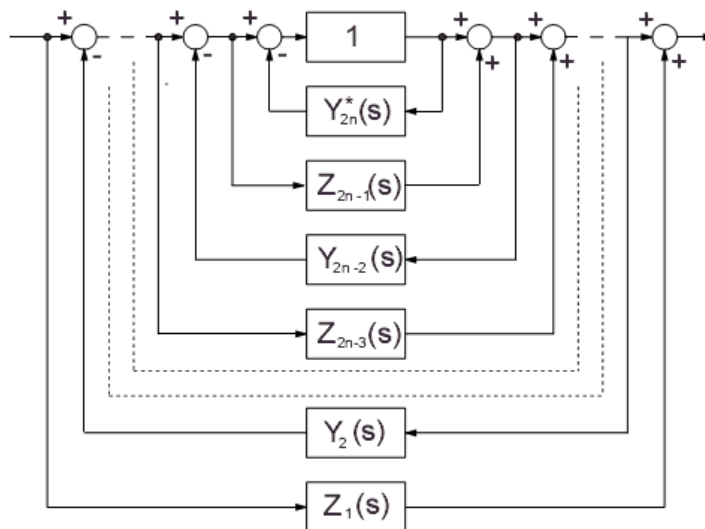 + + + 1 + + +
- - - + + +
Y*2n(s)
Z2n-1(s)
Y2n-2(s)
Z2n-3(s)
Y2(s)
Z1(s)